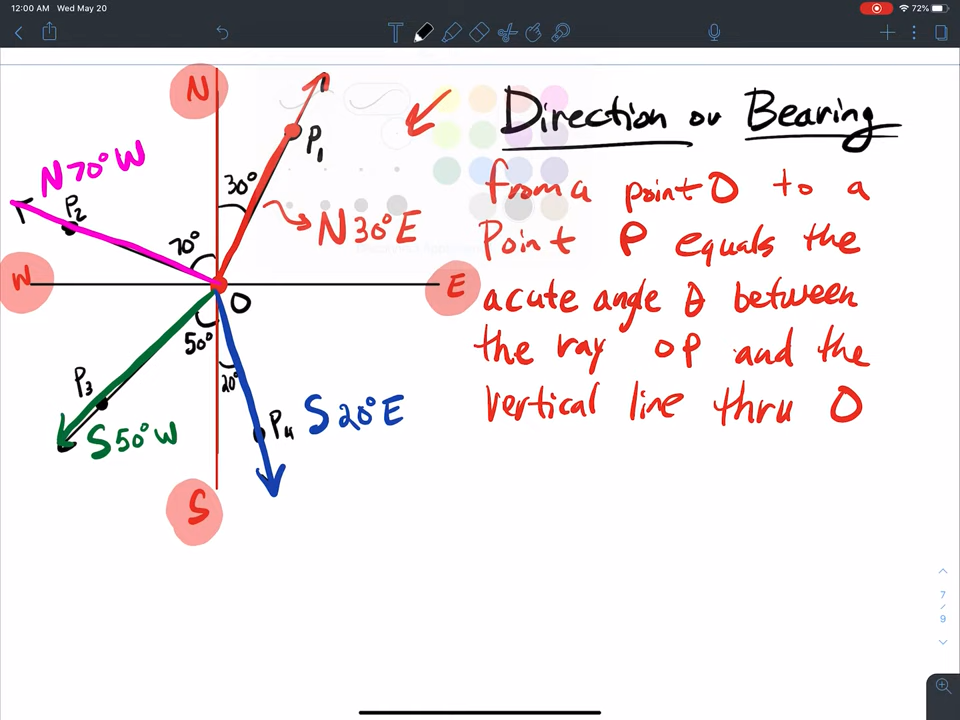 12:00 AM Wed May 20
72%
N
P1
Direction or Bearing
N70°W
P2
30°
from a point O to a
N30°E
Point P equals the
70°
W
E
O
acute angle θ between
50°
the ray OP and the
P3
20°
vertical line thru O
S50°W
P4
S20°E
S
7
/
9